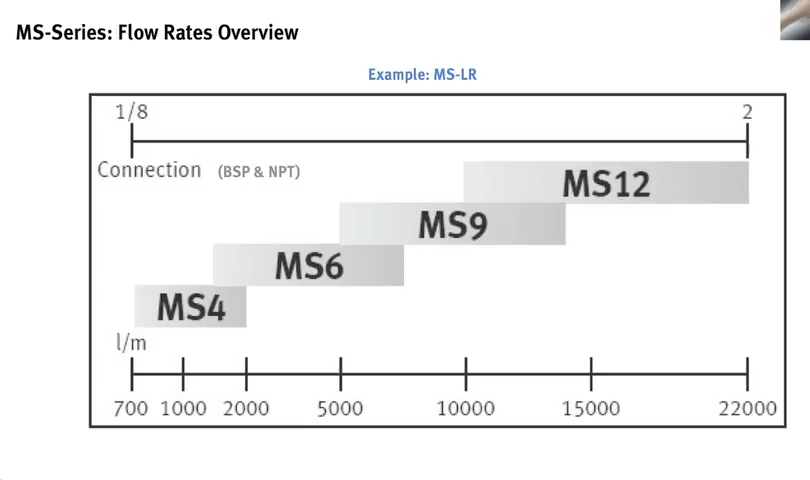 MS-Series: Flow Rates Overview
Example: MS-LR
1/8 2
Connection (BSP & NPT)
MS12
MS9
MS6
MS4
l/m
700 1000 2000 5000 10000 15000 22000